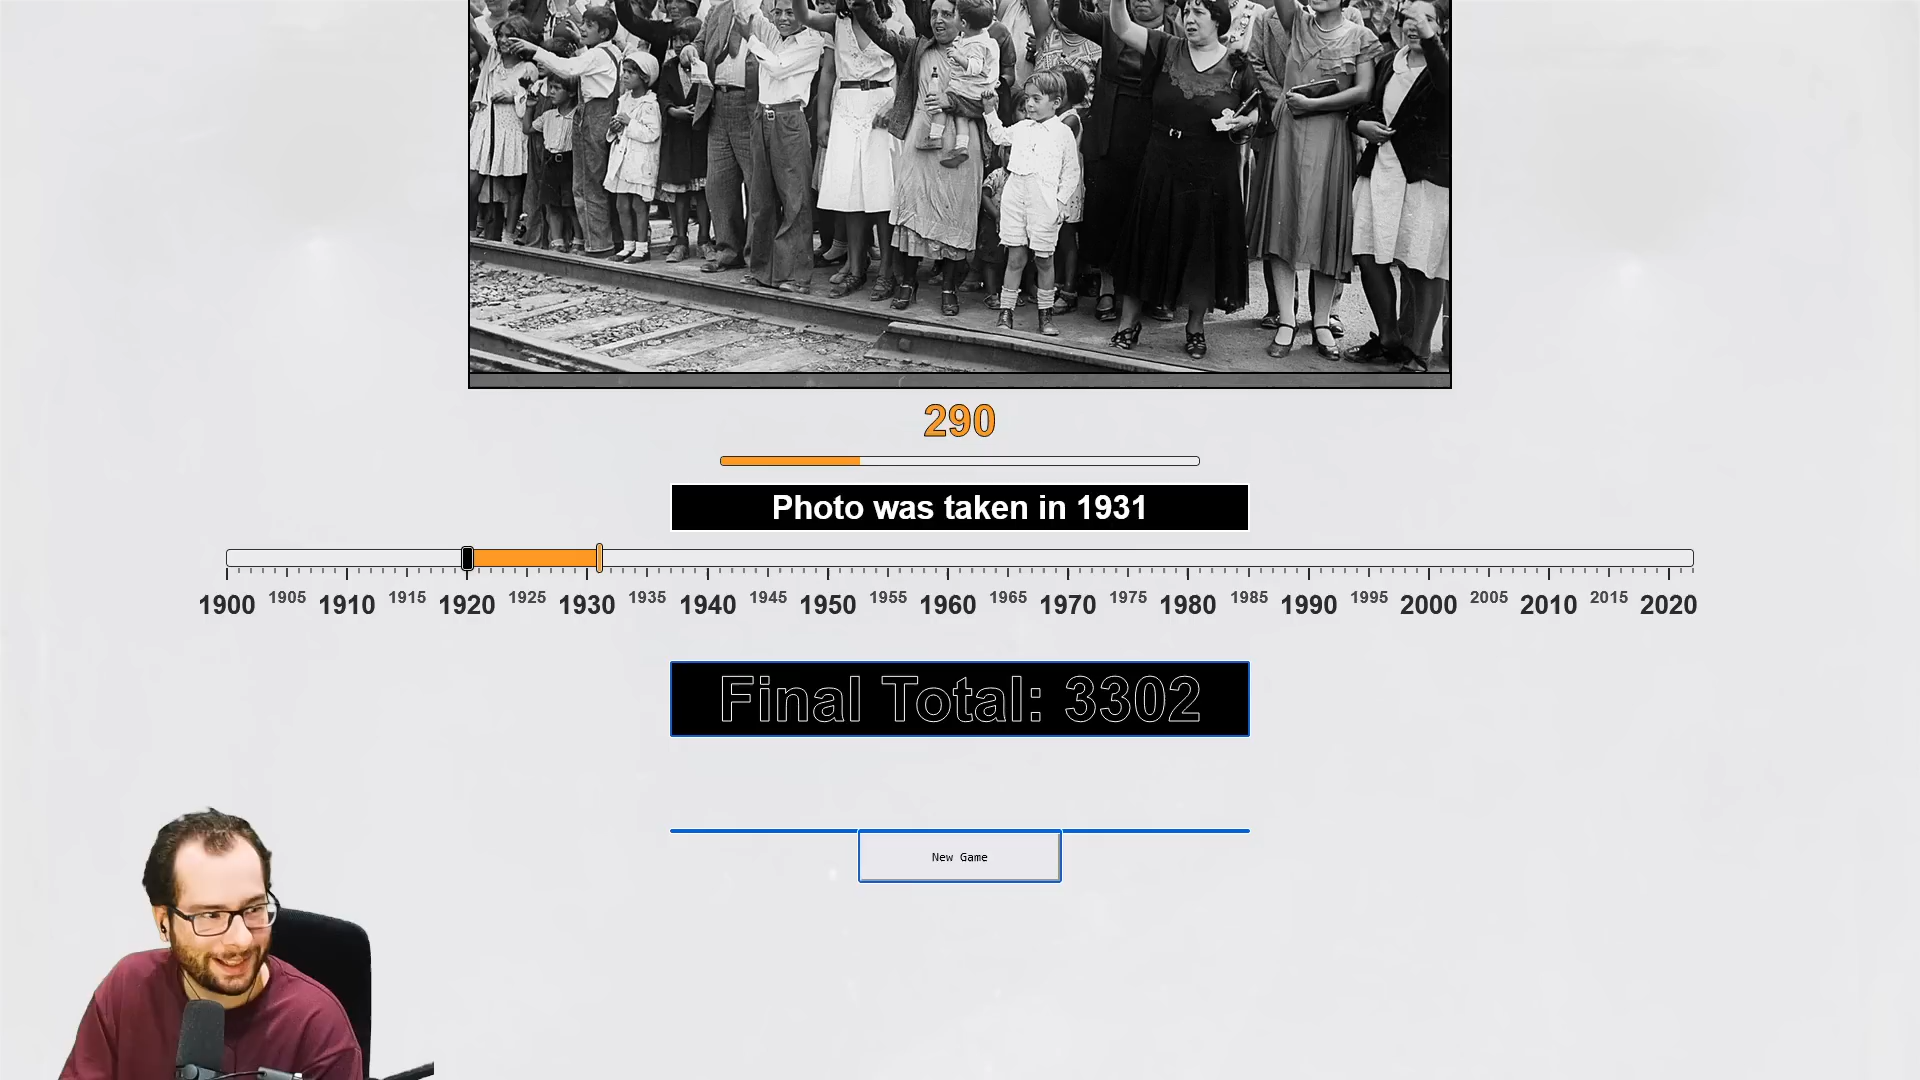 290
Photo was taken in 1931
1900 1905 1910 1915 1920 1925 1930 1935 1940 1945 1950 1955 1960 1965 1970 1975 1980 1985 1990 1995 2000 2005 2010 2015 2020
Final Total: 3302
New Game